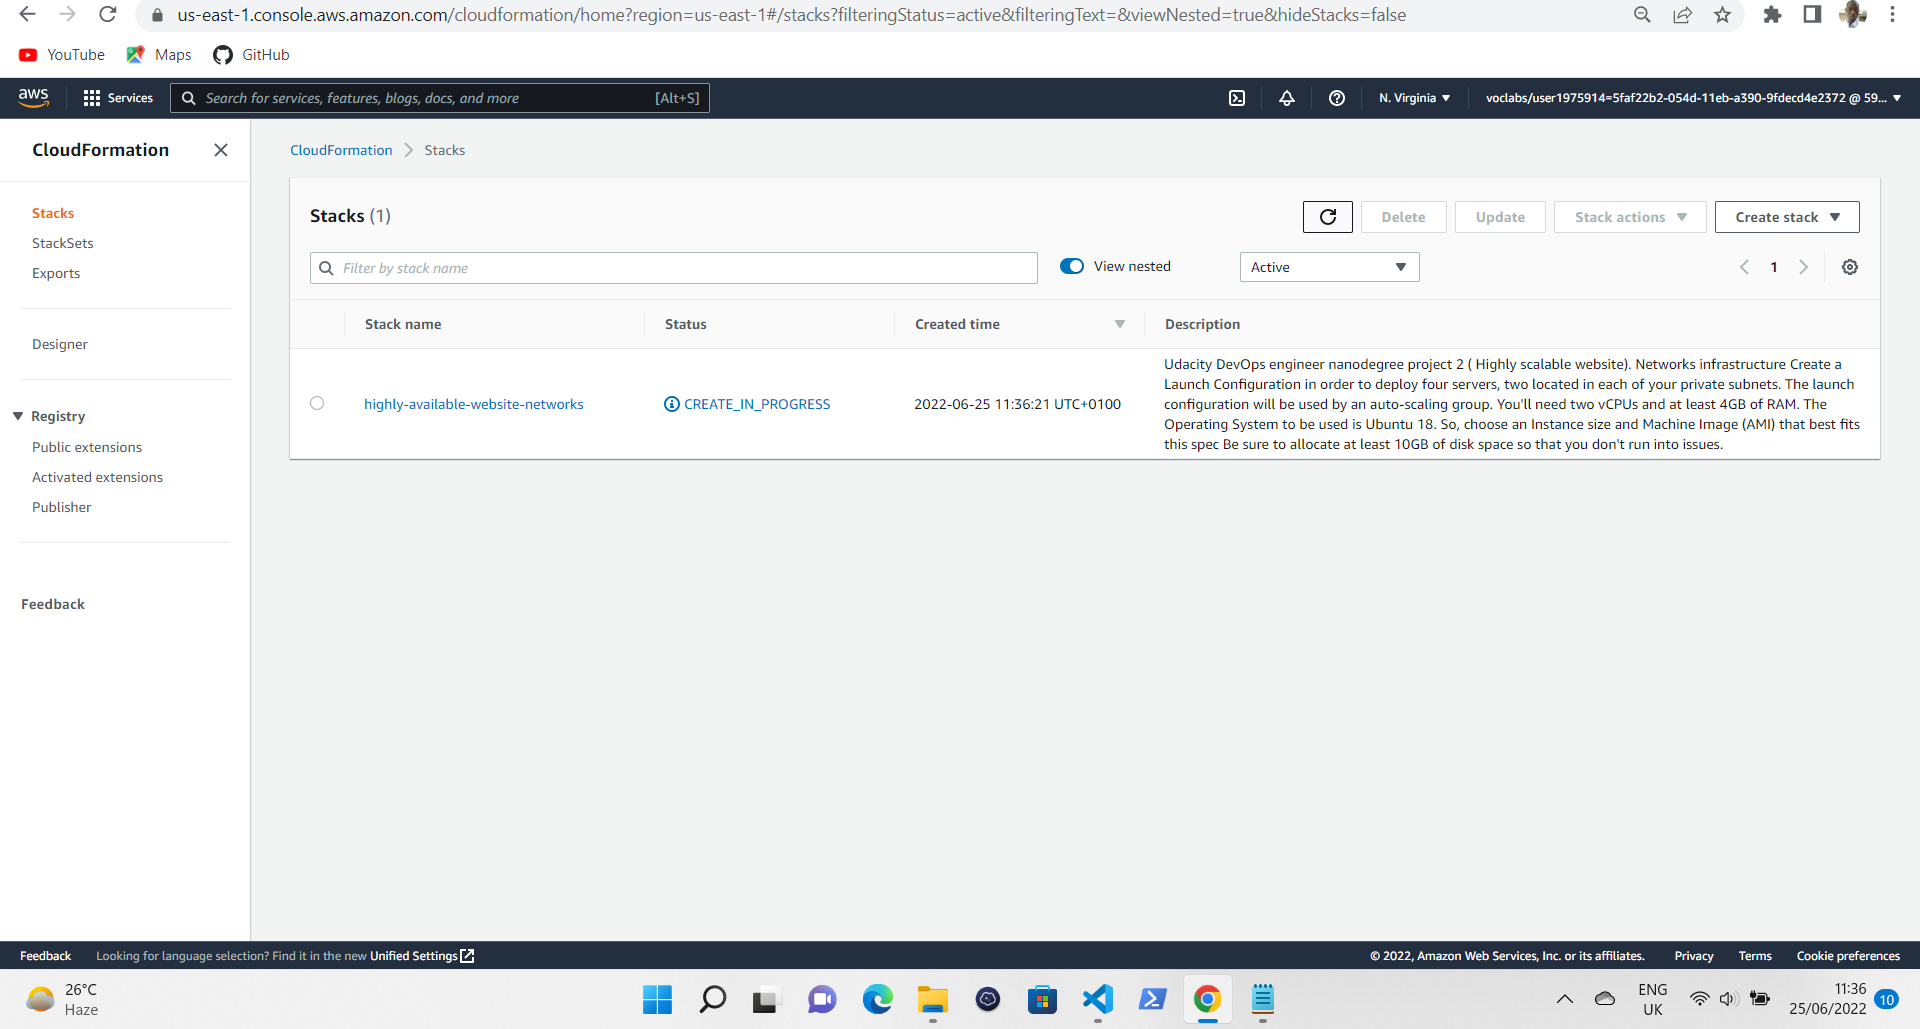 us-east-1.console.aws.amazon.com/cloudformation/home?region=us-east-1#/stacks?filteringStatus=active&filteringText=&viewNested=true&hideStacks=false
YouTube Maps GitHub
aws Services Search for services, features, blogs, docs, and more [Alt+S] N. Virginia voclabs/user1975914=5faf22b2-054d-11eb-a390-9fdecd4e2372 @ 59...
CloudFormation
CloudFormation Stacks
Stacks
StackSets
Exports
Designer
Registry
Public extensions
Activated extensions
Publisher
Feedback
Stacks (1)
Delete Update Stack actions Create stack
Filter by stack name View nested Active 1
Stack name Status Created time Description
highly-available-website-networks CREATE_IN_PROGRESS 2022-06-25 11:36:21 UTC+0100
Udacity DevOps engineer nanodegree project 2 ( Highly scalable website). Networks infrastructure Create a
Launch Configuration in order to deploy four servers, two located in each of your private subnets. The launch
configuration will be used by an auto-scaling group. You'll need two vCPUs and at least 4GB of RAM. The
Operating System to be used is Ubuntu 18. So, choose an Instance size and Machine Image (AMI) that best fits
this spec Be sure to allocate at least 10GB of disk space so that you don't run into issues.
Feedback Looking for language selection? Find it in the new Unified Settings © 2022, Amazon Web Services, Inc. or its affiliates. Privacy Terms Cookie preferences
26°C
Haze
ENG
UK
11:36
25/06/2022
10